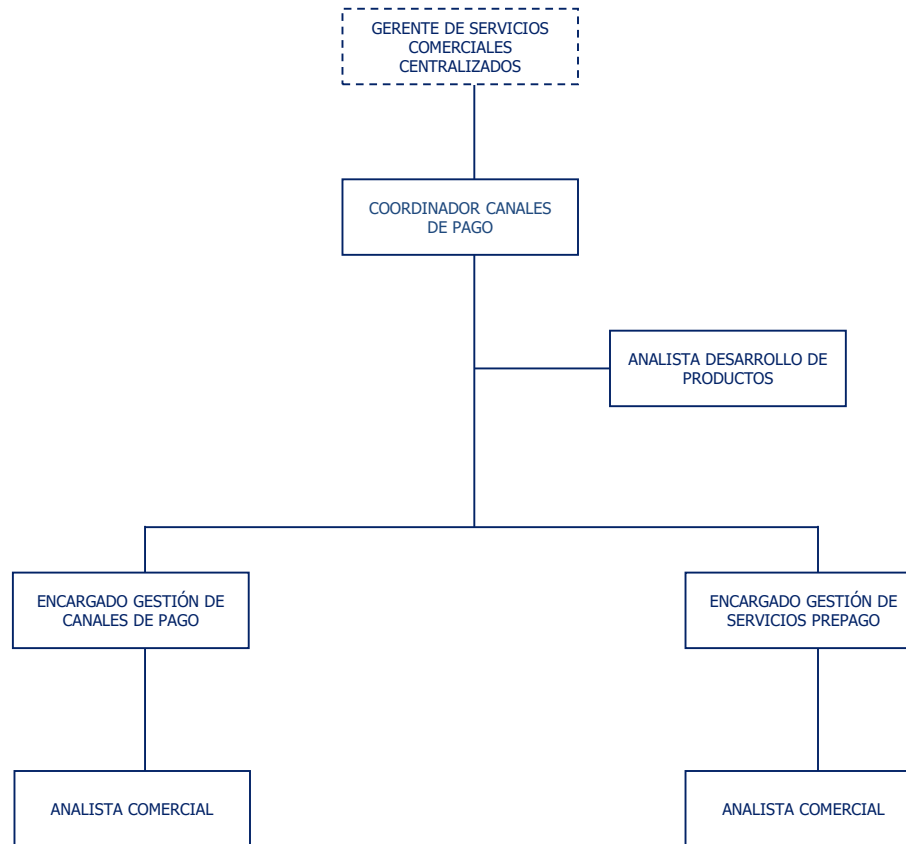 GERENTE DE SERVICIOS
COMERCIALES
CENTRALIZADOS
COORDINADOR CANALES
DE PAGO
ANALISTA DESARROLLO DE
PRODUCTOS
ENCARGADO GESTIÓN DE
CANALES DE PAGO
ENCARGADO GESTIÓN DE
SERVICIOS PREPAGO
ANALISTA COMERCIAL
ANALISTA COMERCIAL